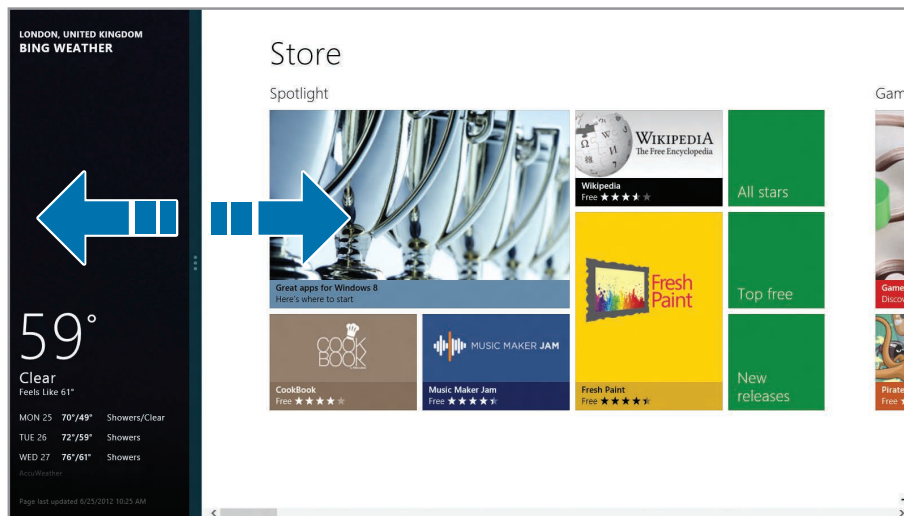 LONDON, UNITED KINGDOM
BING WEATHER
59°
Clear
Feels Like 61°
MON 25 70°/49° Showers/Clear
TUE 26 72°/59° Showers
WED 27 76°/61° Showers
AccuWeather
Page last updated 6/25/2012 10:25 AM
Store
Spotlight
Great apps for Windows 8
Here's where to start
WIKIPEDIA
The Free Encyclopedia
Wikipedia
Free ★★★★★
All stars
Fresh
Paint
Fresh Paint
Free ★★★★★
Top free
COOK
BOOK
CookBook
Free ★★★★★
MUSIC MAKER JAM
Music Maker Jam
Free ★★★★★
New
releases
Gam
Game
Disco
Pirate
Free